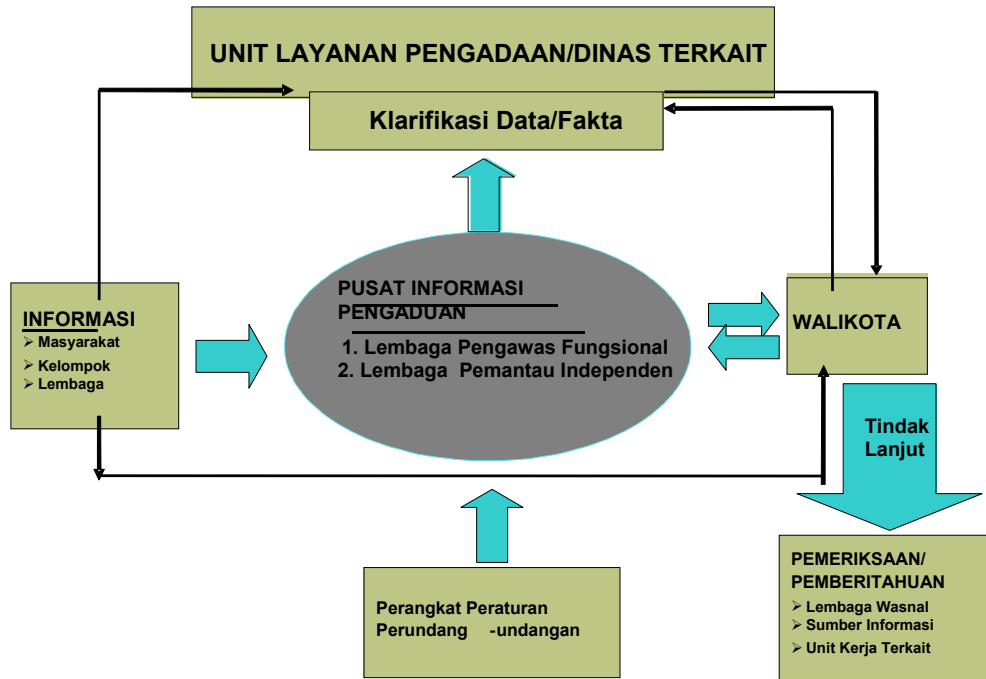 UNIT LAYANAN PENGADAAN/DINAS TERKAIT
Klarifikasi Data/Fakta
INFORMASI
➢ Masyarakat
➢ Kelompok
➢ Lembaga
PUSAT INFORMASI
PENGADUAN
1. Lembaga Pengawas Fungsional
2. Lembaga Pemantau Independen
WALIKOTA
Tindak
Lanjut
Perangkat Peraturan
Perundang -undangan
PEMERIKSAAN/
PEMBERITAHUAN
➢ Lembaga Wasnal
➢ Sumber Informasi
➢ Unit Kerja Terkait